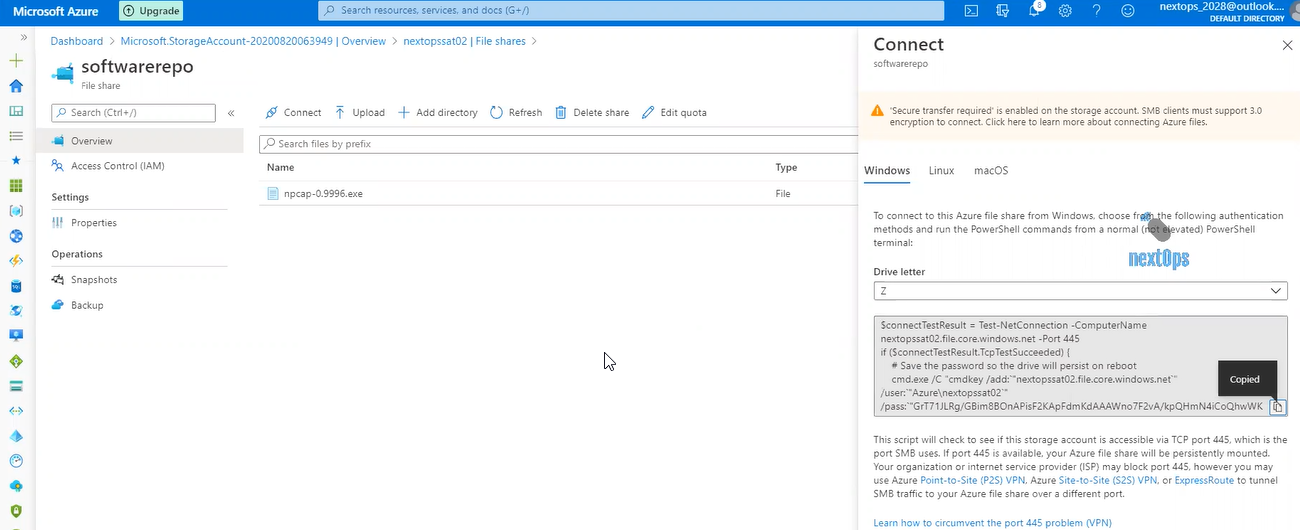 Microsoft Azure
Upgrade
Search resources, services, and docs (G+/)
8
nextops_2028@outlook....
DEFAULT DIRECTORY
Dashboard > Microsoft.StorageAccount-20200820063949 | Overview > nextopssat02 | File shares >
softwarerepo
File share
Search (Ctrl+/)
Overview
Access Control (IAM)
Settings
Properties
Operations
Snapshots
Backup
Connect
Upload
Add directory
Refresh
Delete share
Edit quota
Search files by prefix
Name
Type
npcap-0.9996.exe
File
Connect
softwarerepo
'Secure transfer required' is enabled on the storage account. SMB clients must support 3.0
encryption to connect. Click here to learn more about connecting Azure files.
Windows
Linux
macOS
To connect to this Azure file share from Windows, choose from the following authentication
methods and run the PowerShell commands from a normal (not elevated) PowerShell
terminal:
nextOps
Drive letter
Z
$connectTestResult = Test-NetConnection -ComputerName
nextopssat02.file.core.windows.net -Port 445
if ($connectTestResult.TcpTestSucceeded) {
# Save the password so the drive will persist on reboot
cmd.exe /C "cmdkey /add:`"nextopssat02.file.core.windows.net`"
/user:`"Azure\nextopssat02`"
/pass:`"GrT71JLRg/GBim8BOnAPisF2KApFdmKdAAAWno7F2vA/kpQHmN4iCoQhwWK
Copied
This script will check to see if this storage account is accessible via TCP port 445, which is the
port SMB uses. If port 445 is available, your Azure file share will be persistently mounted.
Your organization or internet service provider (ISP) may block port 445, however you may
use Azure Point-to-Site (P2S) VPN, Azure Site-to-Site (S2S) VPN, or ExpressRoute to tunnel
SMB traffic to your Azure file share over a different port.
Learn how to circumvent the port 445 problem (VPN)